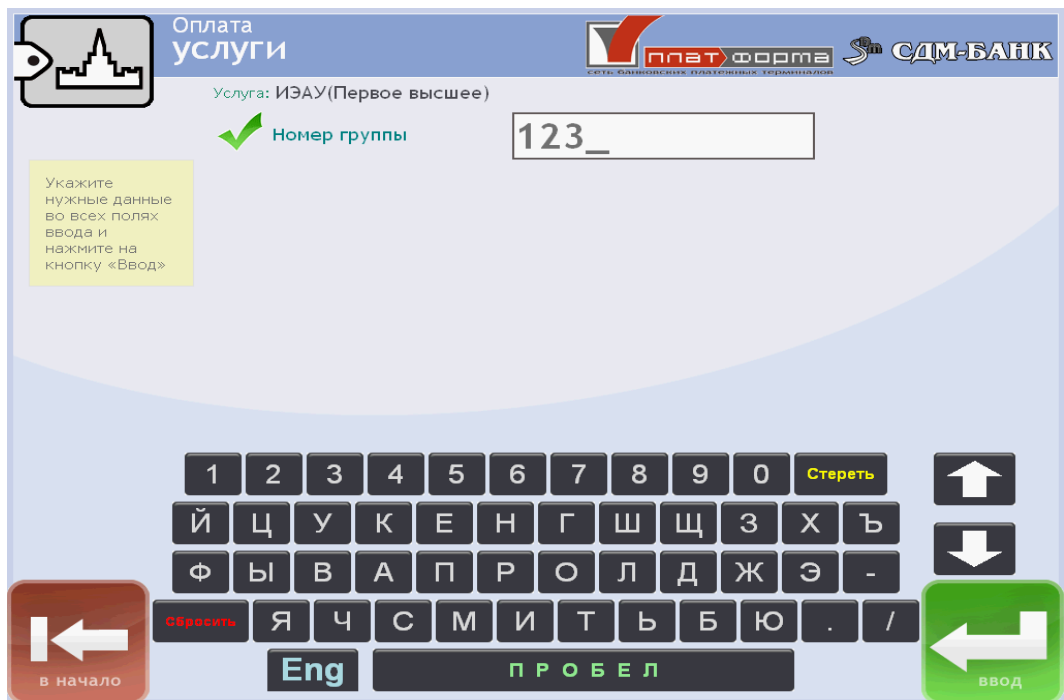 Оплата
услуги
плат форма
сеть банковских платежных терминалов
СДМ-БАНК
Услуга: ИЭАУ(Первое высшее)
Номер группы
123_
Укажите
нужные данные
во всех полях
ввода и
нажмите на
кнопку «Ввод»
1 2 3 4 5 6 7 8 9 0 Стереть
Й Ц У К Е Н Г Ш Щ З Х Ъ
Ф Ы В А П Р О Л Д Ж Э -
Сбросить Я Ч С М И Т Ь Б Ю . /
Eng ПРОБЕЛ
в начало
ввод